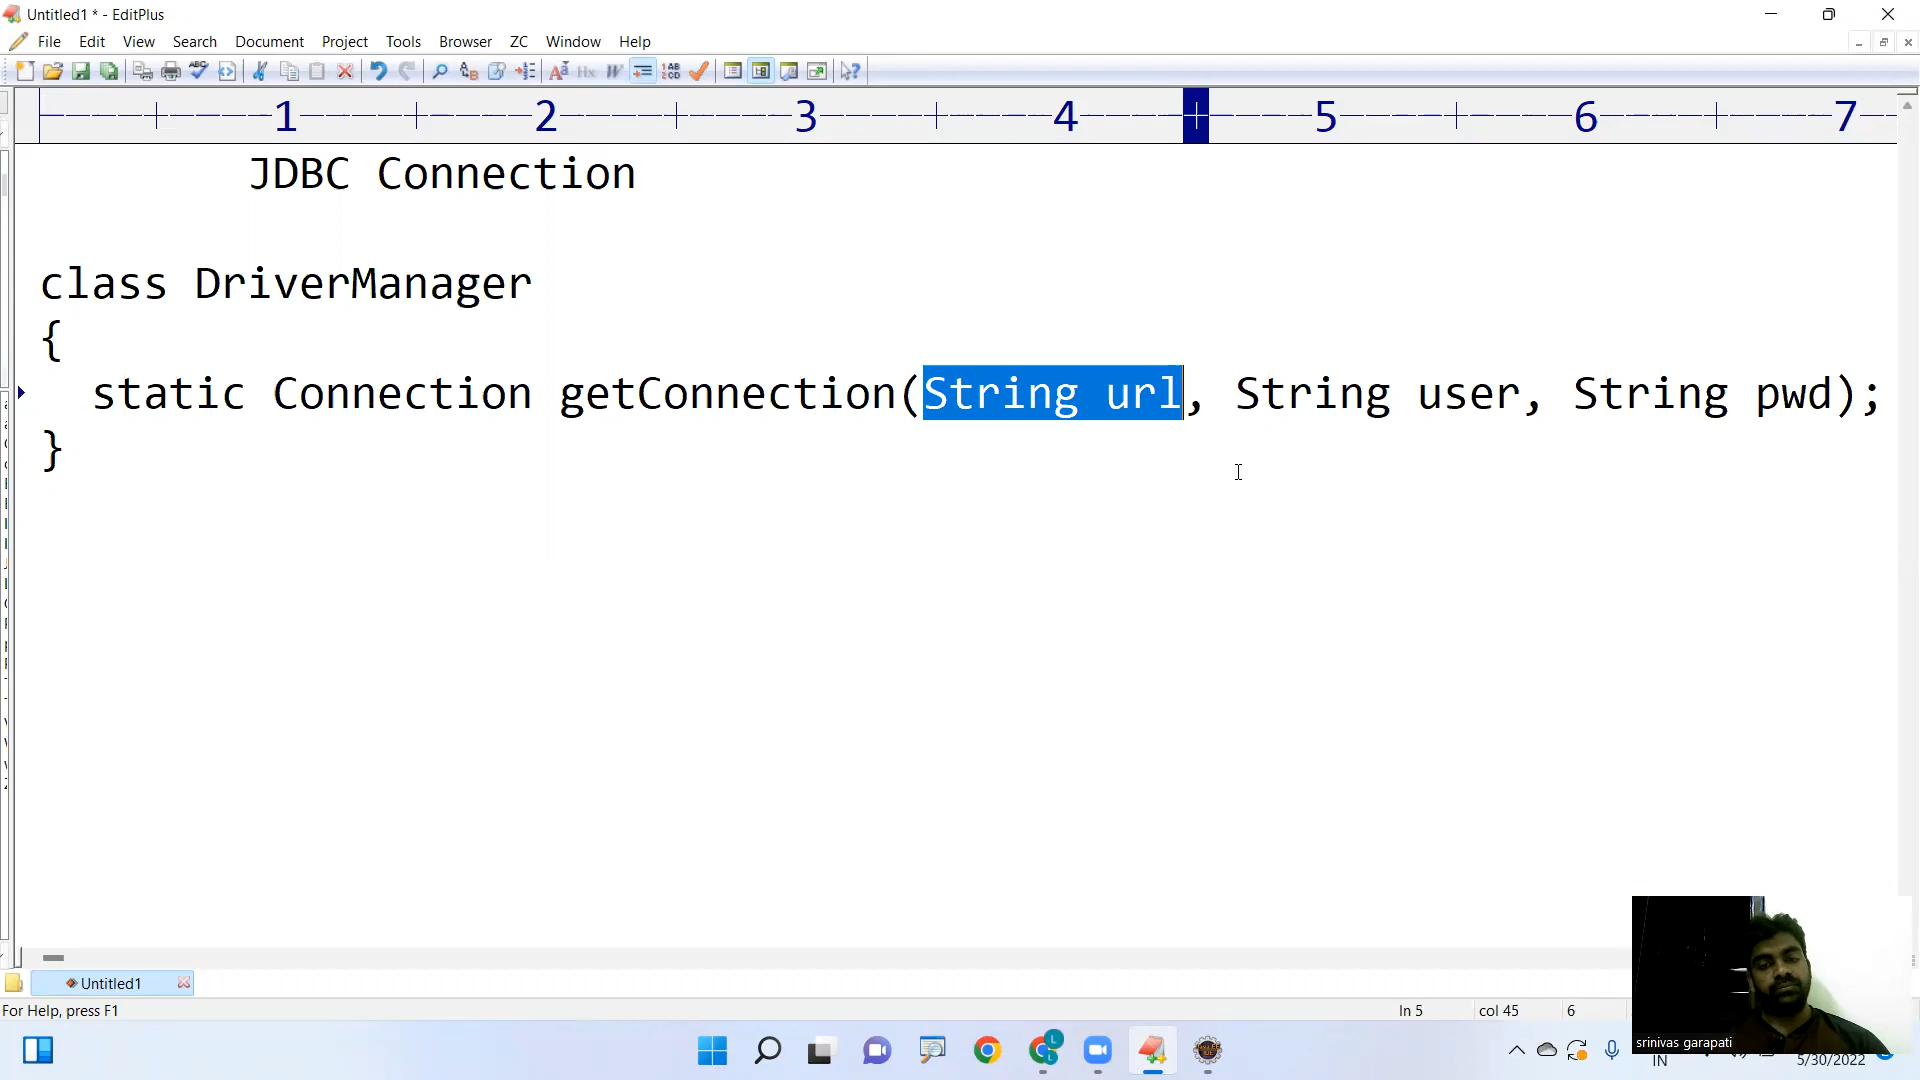 Untitled1 * - EditPlus
File Edit View Search Document Project Tools Browser ZC Window Help
1 2 3 4 5 6 7
JDBC Connection
class DriverManager
{
static Connection getConnection(String url, String user, String pwd);
}
Untitled1
For Help, press F1
ln 5 col 45 6
srinivas garapati
IN
5/30/2022